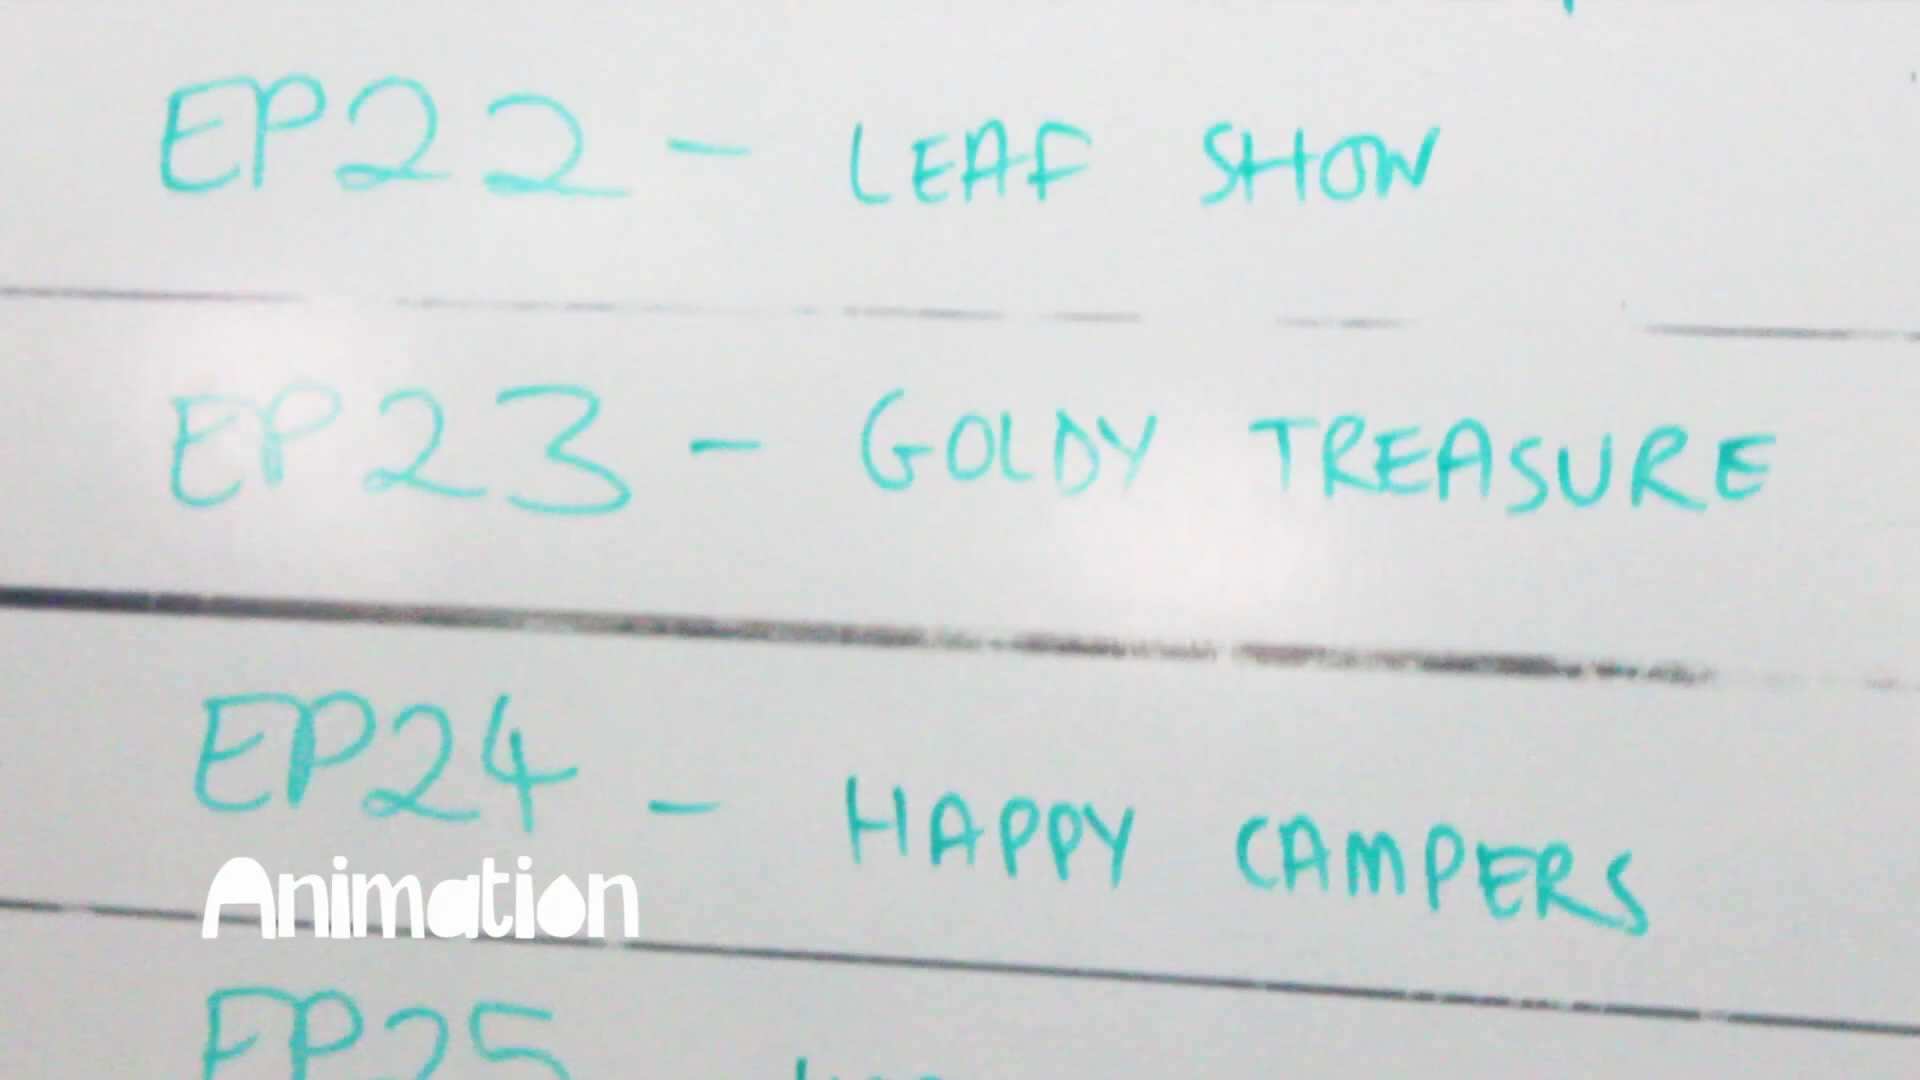 EP22 - LEAF SHOW
EP23 - GOLDY TREASURE
EP24 - HAPPY CAMPERS
Animation
EP25